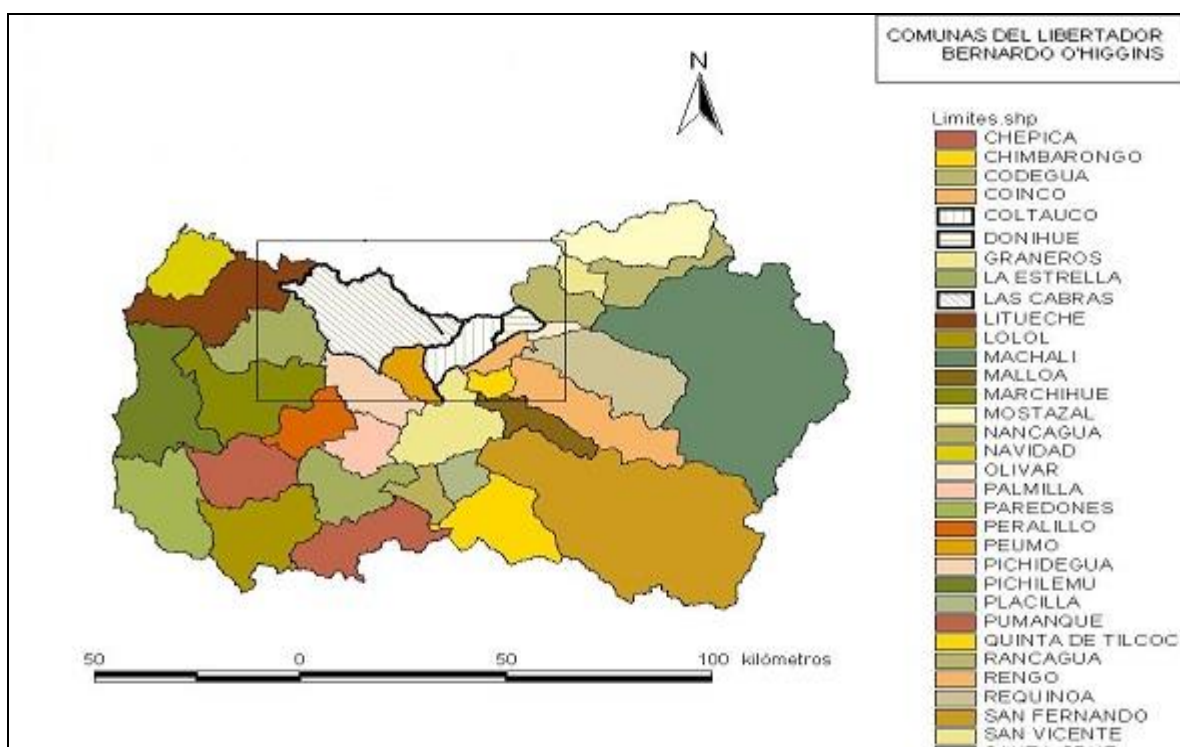 COMUNAS DEL LIBERTADOR
BERNARDO O'HIGGINS
N
Limites.shp
CHEPICA
CHIMBARONGO
CODEGUA
COINCO
COLTAUCO
DONIHUE
GRANEROS
LA ESTRELLA
LAS CABRAS
LITUECHE
LOLOL
MACHALI
MALLOA
MARCHIHUE
MOSTAZAL
NANCAGUA
NAVIDAD
OLIVAR
PALMILLA
PAREDONES
PERALILLO
PEUMO
PICHIDEGUA
PICHILEMU
PLACILLA
PUMANQUE
QUINTA DE TILCOC
RANCAGUA
RENGO
REQUINOA
SAN FERNANDO
SAN VICENTE
50 0 50 100 kilómetros